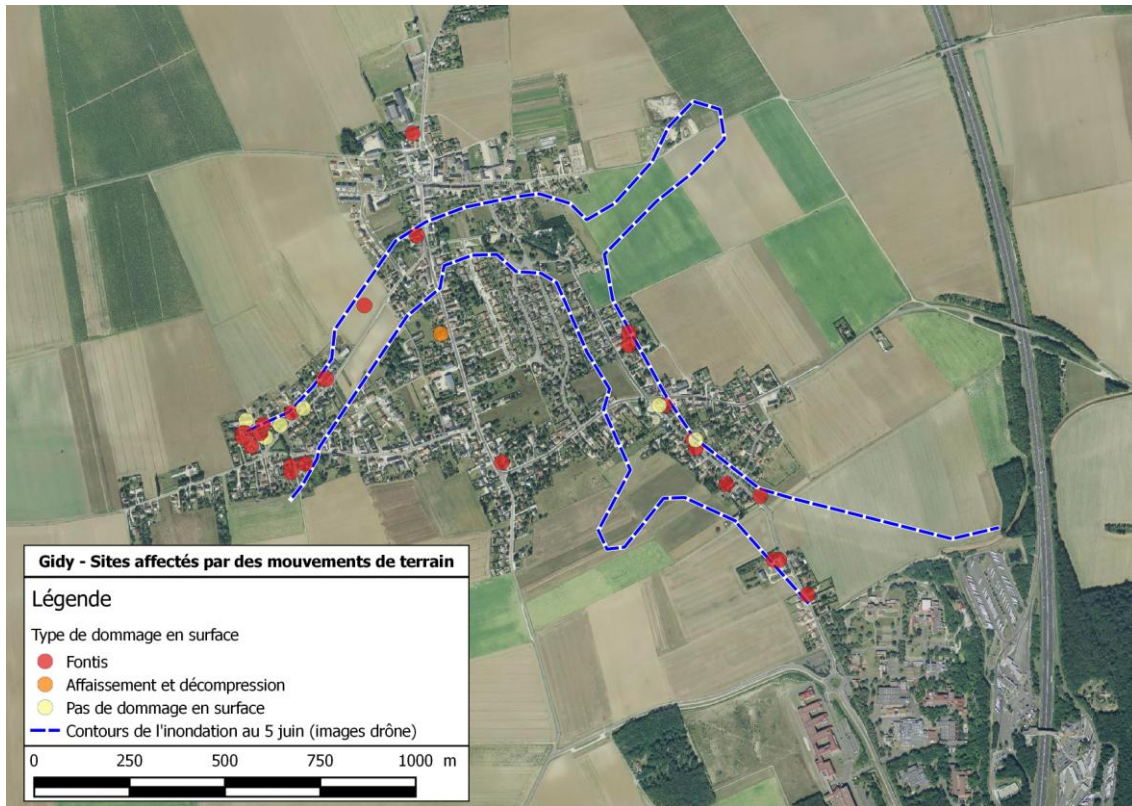 Gidy - Sites affectés par des mouvements de terrain
Légende
Type de dommage en surface
Fontis
Affaissement et décompression
Pas de dommage en surface
Contours de l'inondation au 5 juin (images drône)
0 250 500 750 1000 m